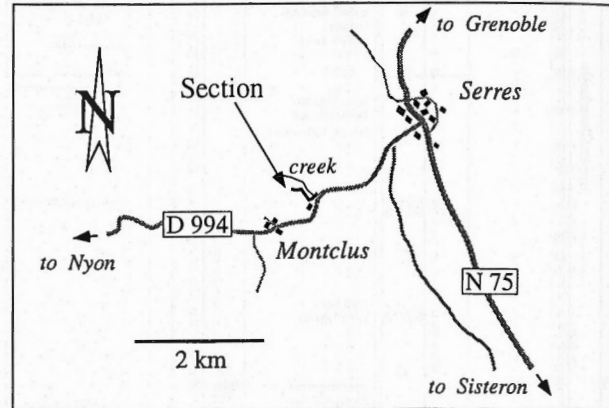 to Grenoble
N
Section
Serres
creek
D 994
Montclus
to Nyon
N 75
2 km
to Sisteron